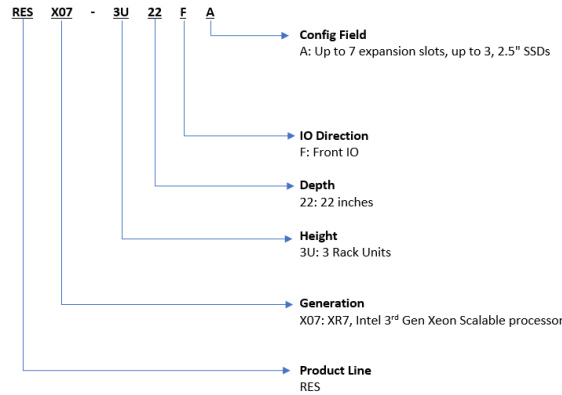 RES X07 - 3U 22 F A
Config Field
A: Up to 7 expansion slots, up to 3, 2.5" SSDs
IO Direction
F: Front IO
Depth
22: 22 inches
Height
3U: 3 Rack Units
Generation
X07: XR7, Intel 3rd Gen Xeon Scalable processor
Product Line
RES